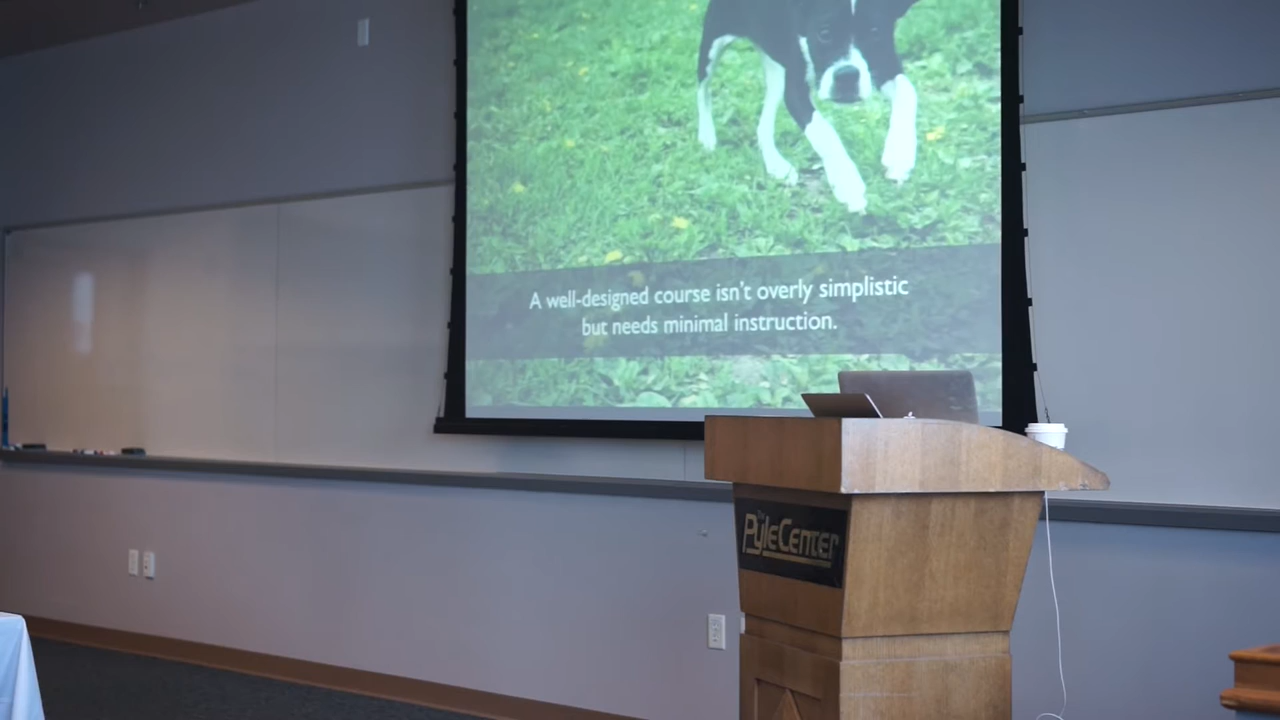 A well-designed course isn't overly simplistic
but needs minimal instruction.
The
PyleCenter